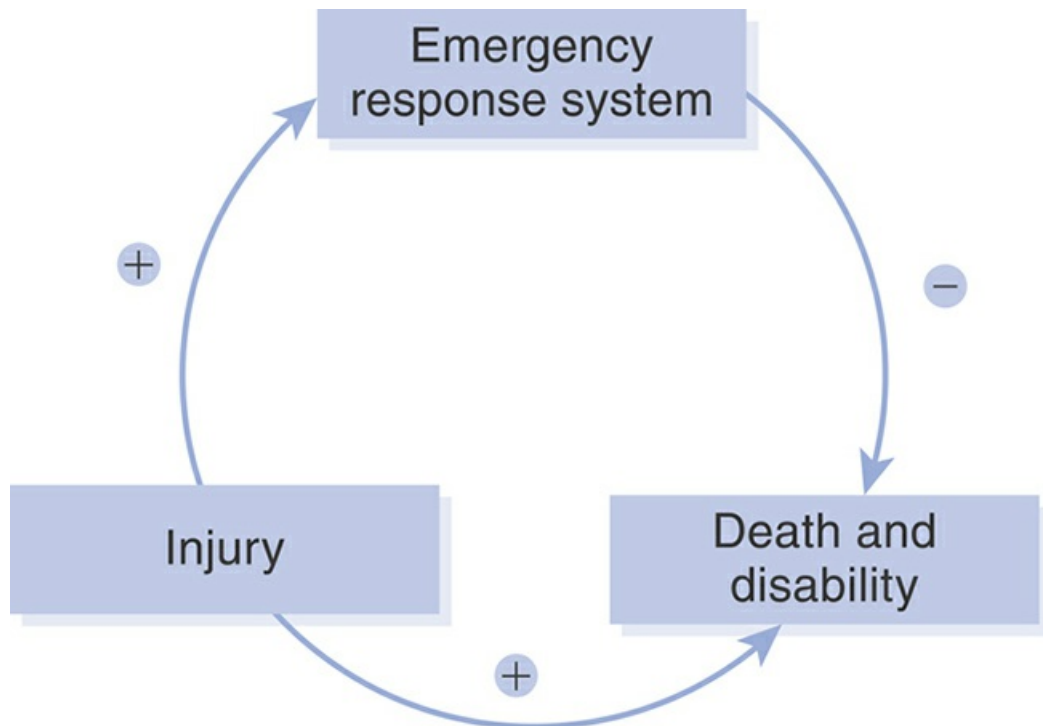 Emergency
response system
+
−
Injury
Death and
disability
+